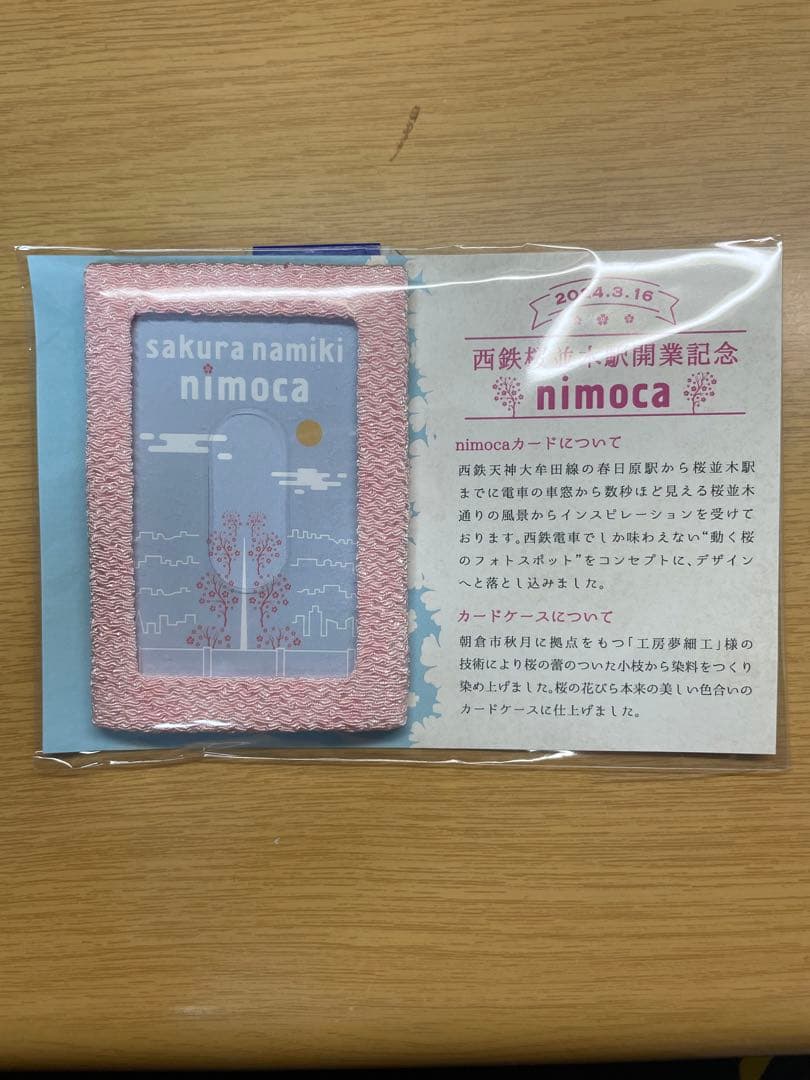 sakura namiki
nimoca
2024.3.16
西鉄桜並木駅開業記念
nimoca
nimocaカードについて
西鉄天神大牟田線の春日原駅から桜並木駅
までに電車の車窓から数秒ほど見える桜並木
通りの風景からインスピレーションを受けて
おります。西鉄電車でしか味わえない“動く桜
のフォトスポット”をコンセプトに、デザイン
へと落とし込みました。
カードケースについて
朝倉市秋月に拠点をもつ「工房夢細工」様の
技術により桜の蕾のついた小枝から染料をつくり
染め上げました。桜の花びら本来の美しい色合いの
カードケースに仕上げました。